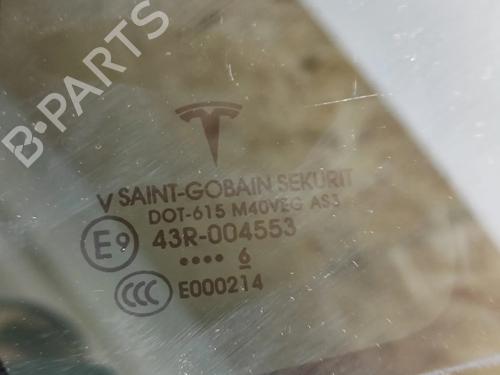 B-PARTS
V SAINT-GOBAIN SEKURIT
DOT-615 M40VEG AS3
E9 43R-004553
•••• 6
CCC E000214